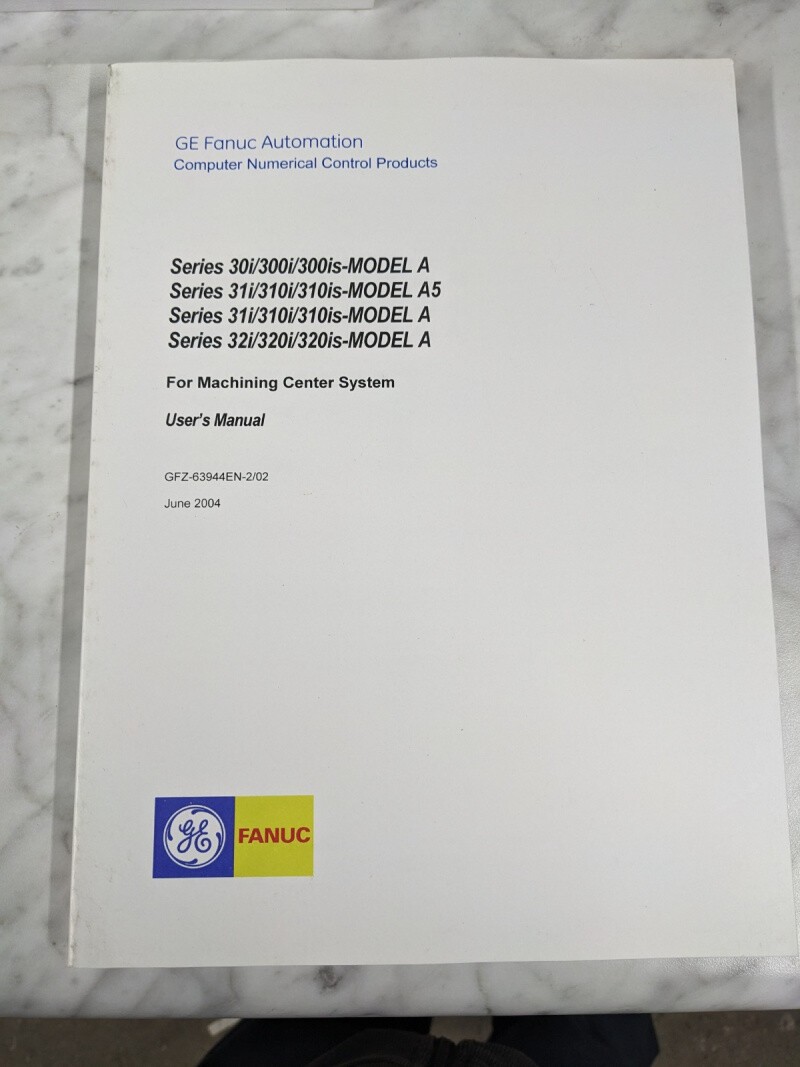 GE Fanuc Automation
Computer Numerical Control Products
Series 30i/300i/300is-MODEL A
Series 31i/310i/310is-MODEL A5
Series 31i/310i/310is-MODEL A
Series 32i/320i/320is-MODEL A
For Machining Center System
User's Manual
GFZ-63944EN-2/02
June 2004
GE FANUC